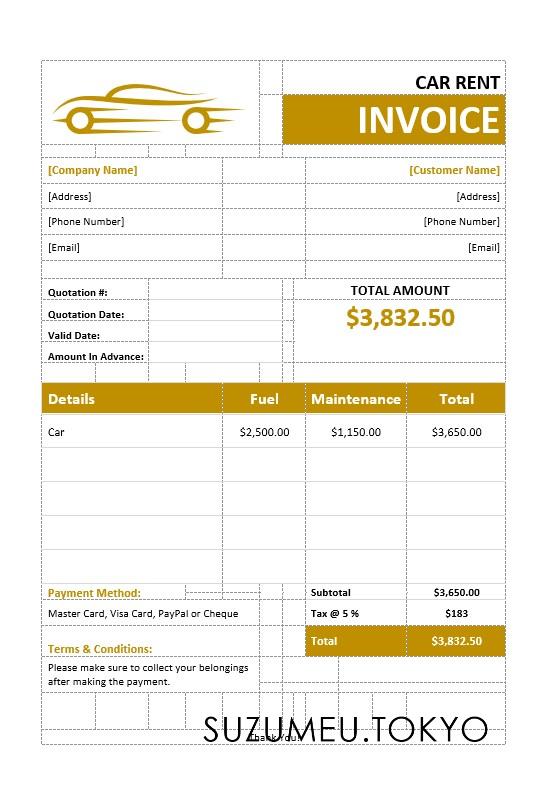 CAR RENT
INVOICE
[Company Name] [Customer Name]
[Address] [Address]
[Phone Number] [Phone Number]
[Email] [Email]
Quotation #: TOTAL AMOUNT
Quotation Date: $3,832.50
Valid Date:
Amount In Advance:
Details Fuel Maintenance Total
Car $2,500.00 $1,150.00 $3,650.00
Payment Method: Subtotal $3,650.00
Master Card, Visa Card, PayPal or Cheque Tax @ 5 % $183
Total $3,832.50
Terms & Conditions:
Please make sure to collect your belongings
after making the payment.
SUZUMEU.TOKYO
Thank You!